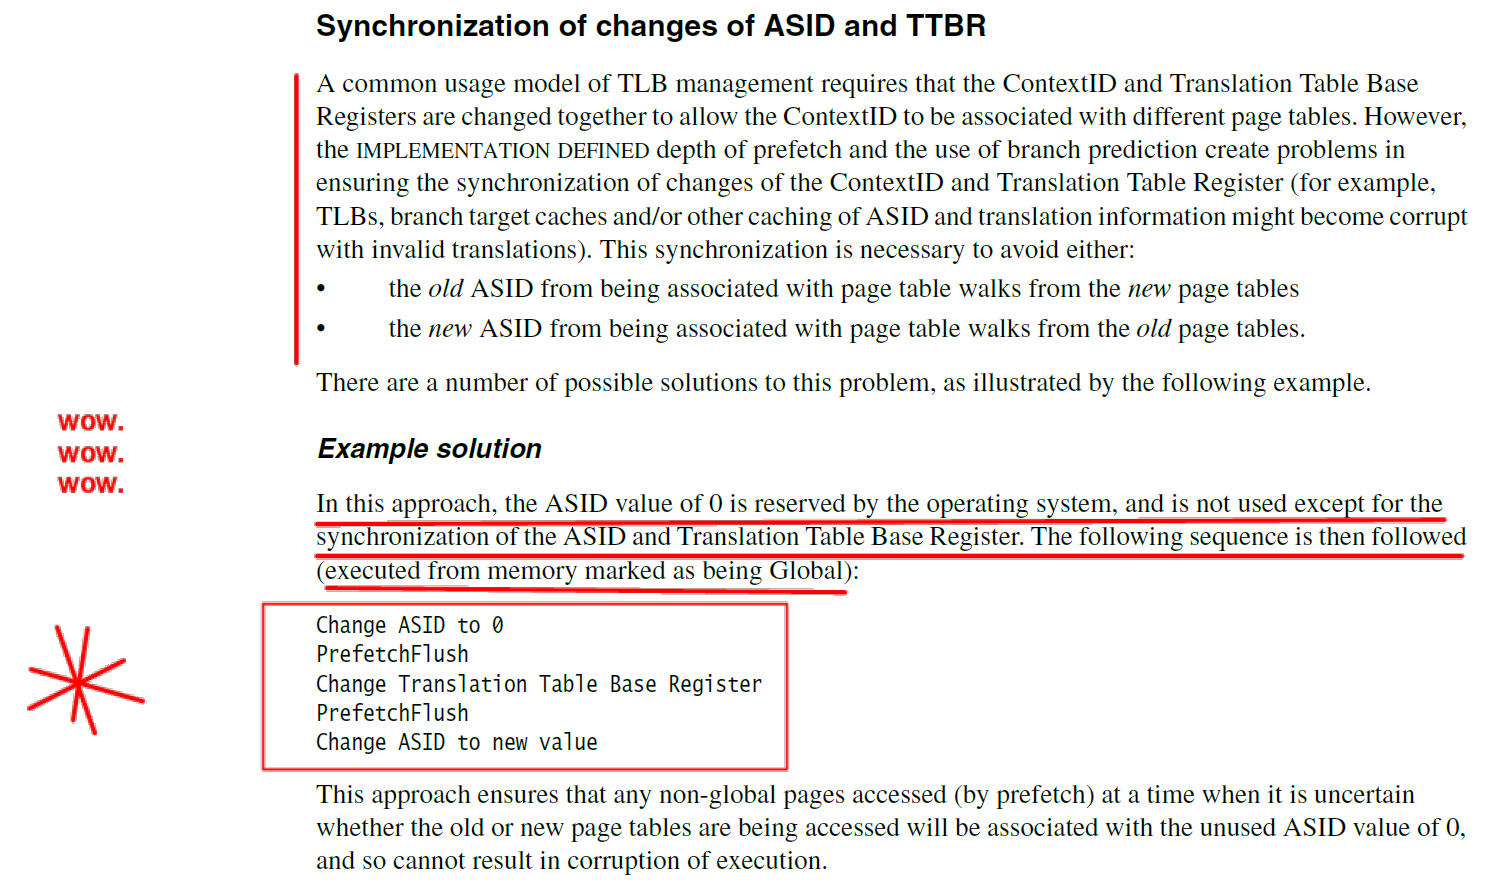 Synchronization of changes of ASID and TTBR
A common usage model of TLB management requires that the ContextID and Translation Table Base
Registers are changed together to allow the ContextID to be associated with different page tables. However,
the IMPLEMENTATION DEFINED depth of prefetch and the use of branch prediction create problems in
ensuring the synchronization of changes of the ContextID and Translation Table Register (for example,
TLBs, branch target caches and/or other caching of ASID and translation information might become corrupt
with invalid translations). This synchronization is necessary to avoid either:
• the old ASID from being associated with page table walks from the new page tables
• the new ASID from being associated with page table walks from the old page tables.
There are a number of possible solutions to this problem, as illustrated by the following example.
wow.
wow.
wow.
Example solution
In this approach, the ASID value of 0 is reserved by the operating system, and is not used except for the
synchronization of the ASID and Translation Table Base Register. The following sequence is then followed
(executed from memory marked as being Global):
Change ASID to 0
PrefetchFlush
Change Translation Table Base Register
PrefetchFlush
Change ASID to new value
This approach ensures that any non-global pages accessed (by prefetch) at a time when it is uncertain
whether the old or new page tables are being accessed will be associated with the unused ASID value of 0,
and so cannot result in corruption of execution.